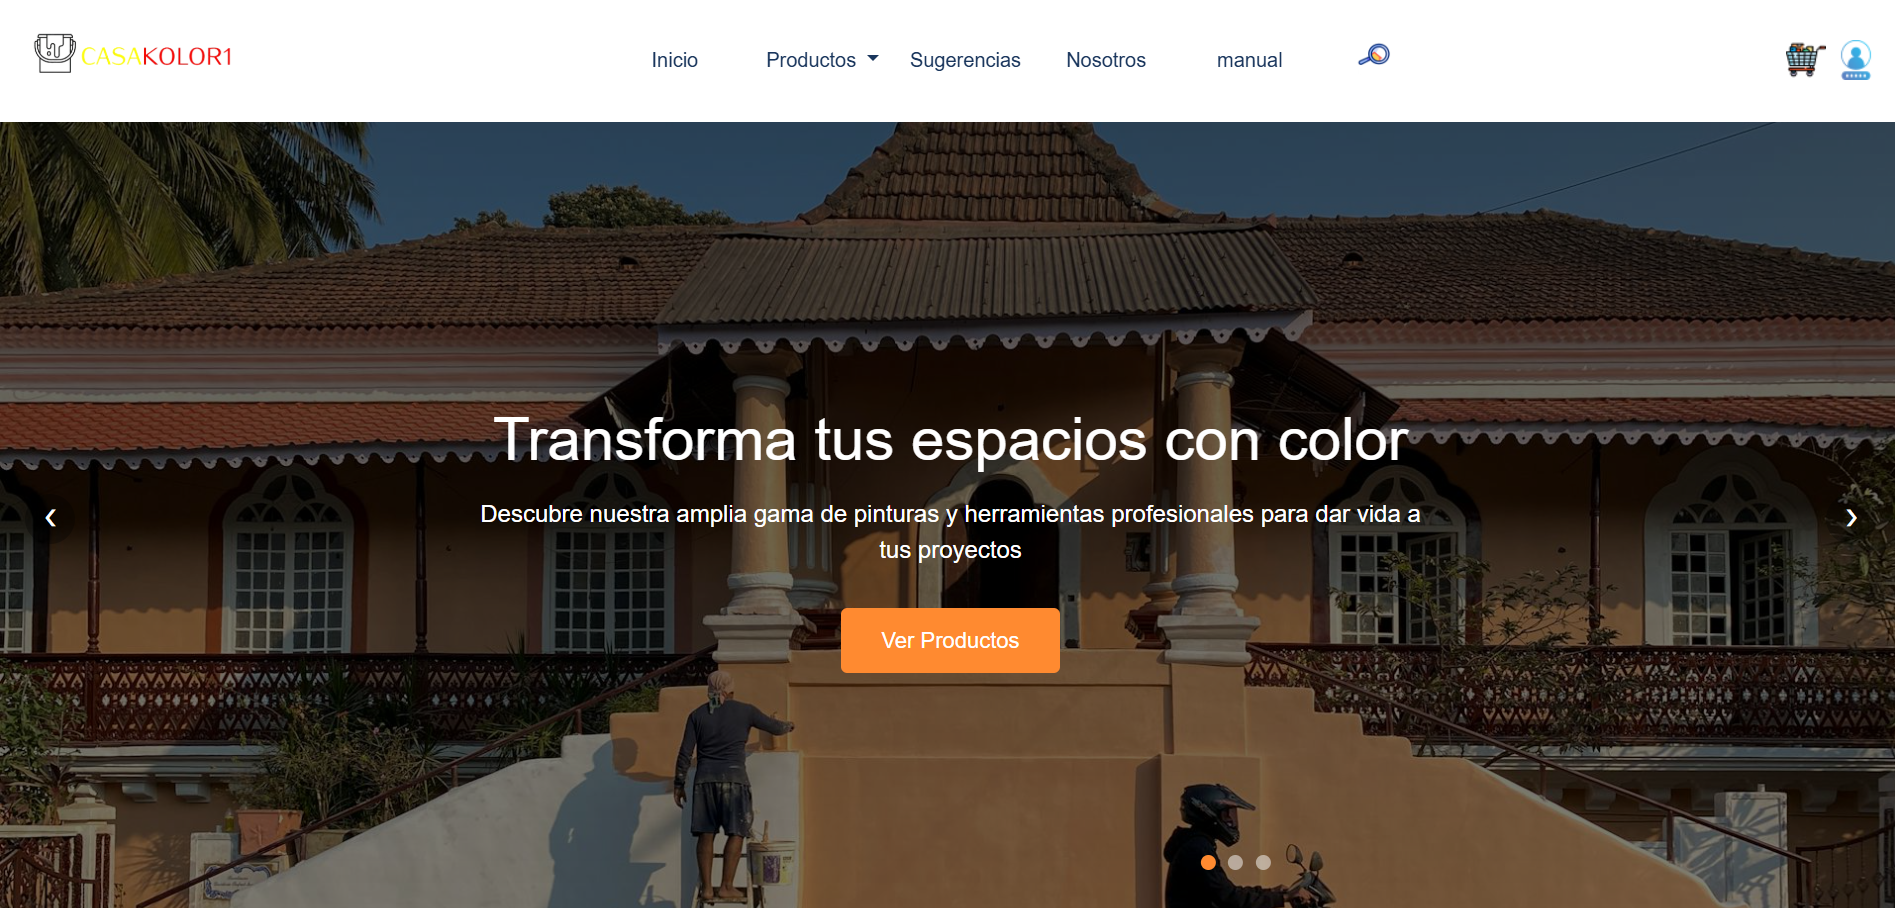 CASAKOLOR1
Inicio
Productos
Sugerencias
Nosotros
manual
Transforma tus espacios con color
Descubre nuestra amplia gama de pinturas y herramientas profesionales para dar vida a
tus proyectos
Ver Productos